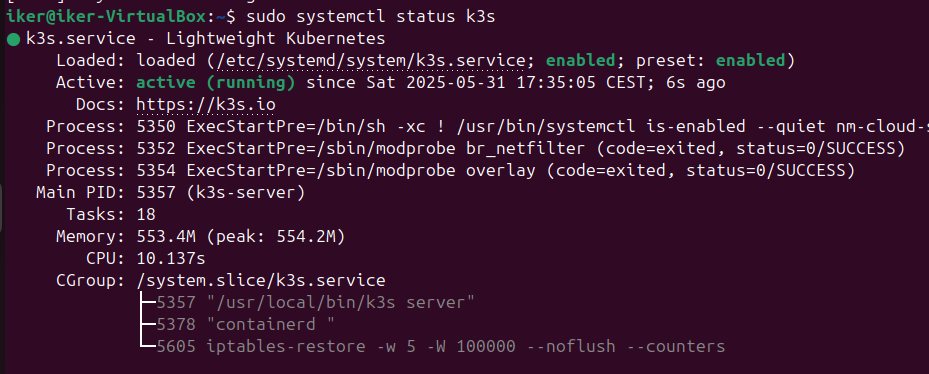 iker@iker-VirtualBox:~$ sudo systemctl status k3s
● k3s.service - Lightweight Kubernetes
Loaded: loaded (/etc/systemd/system/k3s.service; enabled; preset: enabled)
Active: active (running) since Sat 2025-05-31 17:35:05 CEST; 6s ago
Docs: https://k3s.io
Process: 5350 ExecStartPre=/bin/sh -xc ! /usr/bin/systemctl is-enabled --quiet nm-cloud-s
Process: 5352 ExecStartPre=/sbin/modprobe br_netfilter (code=exited, status=0/SUCCESS)
Process: 5354 ExecStartPre=/sbin/modprobe overlay (code=exited, status=0/SUCCESS)
Main PID: 5357 (k3s-server)
Tasks: 18
Memory: 553.4M (peak: 554.2M)
CPU: 10.137s
CGroup: /system.slice/k3s.service
├─5357 "/usr/local/bin/k3s server"
├─5378 "containerd "
└─5605 iptables-restore -w 5 -W 100000 --noflush --counters